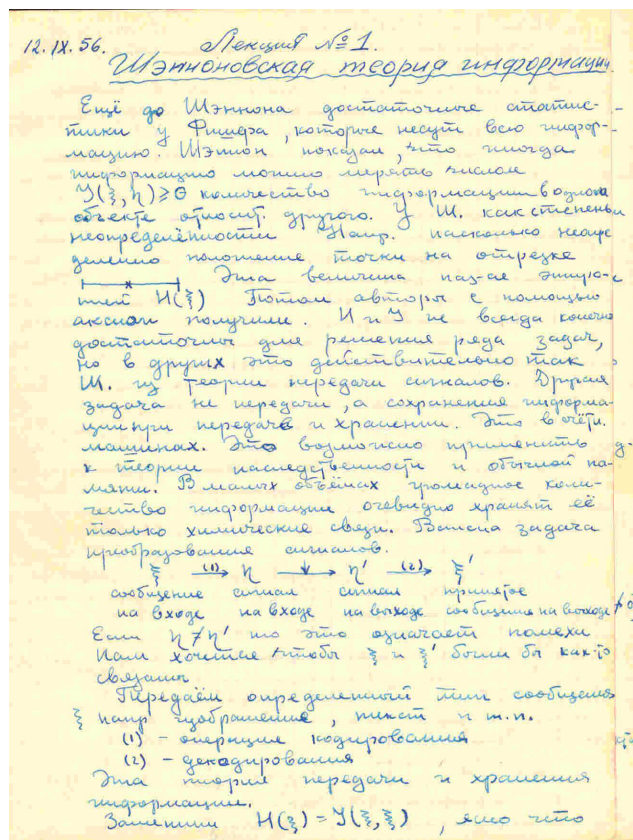 12.IX.56. Лекция №1.
Шэнноновская теория информации.
Ещё до Шэннона достаточные статис-
тики у Фишера, которые несут всю инфор-
мацию. Шэннон показал, что иногда
информацию можно мерять числом
J(ξ, η) ⩾ 0 количество информации в одном
объекте относит. другого. У Ш. как степень
неопределённости Напр. насколько неопре
делено положение точки на отрезке
Эта величина наз-ая энтро-
пией H(ξ) Потом авторы с помощью
аксиом получили. H и J не всегда конечно
достаточны для решения ряда задач,
но в других это действительно так
Ш. из теории передачи сигналов. Другая
задача не передачи, а сохранения информа-
ции при передаче и хранении. Это в счётн.
машинах. Это возможно применить
к теории наследственности и обычной па-
мяти. В малых объёмах громадное коли-
чество информации очевидно хранят её
только химические связи. Важна задача
преобразования сигналов.
ξ (1)→ η → η' (2)→ ξ'
сообщение сигнал сигнал принятое
на входе на входе на выходе сообщение на выходе
Если η ≠ η' то это означает помехи
Нам хочется чтобы ξ и ξ' были бы как-то
связаны
Передаём определенный тип сообщения
ξ напр изображение, текст и т.п.
(1) – операция кодирования
(2) – декодирования
Эта теория передачи и хранения
информации.
Заметим H(ξ) = J(ξ, ξ), ясно что